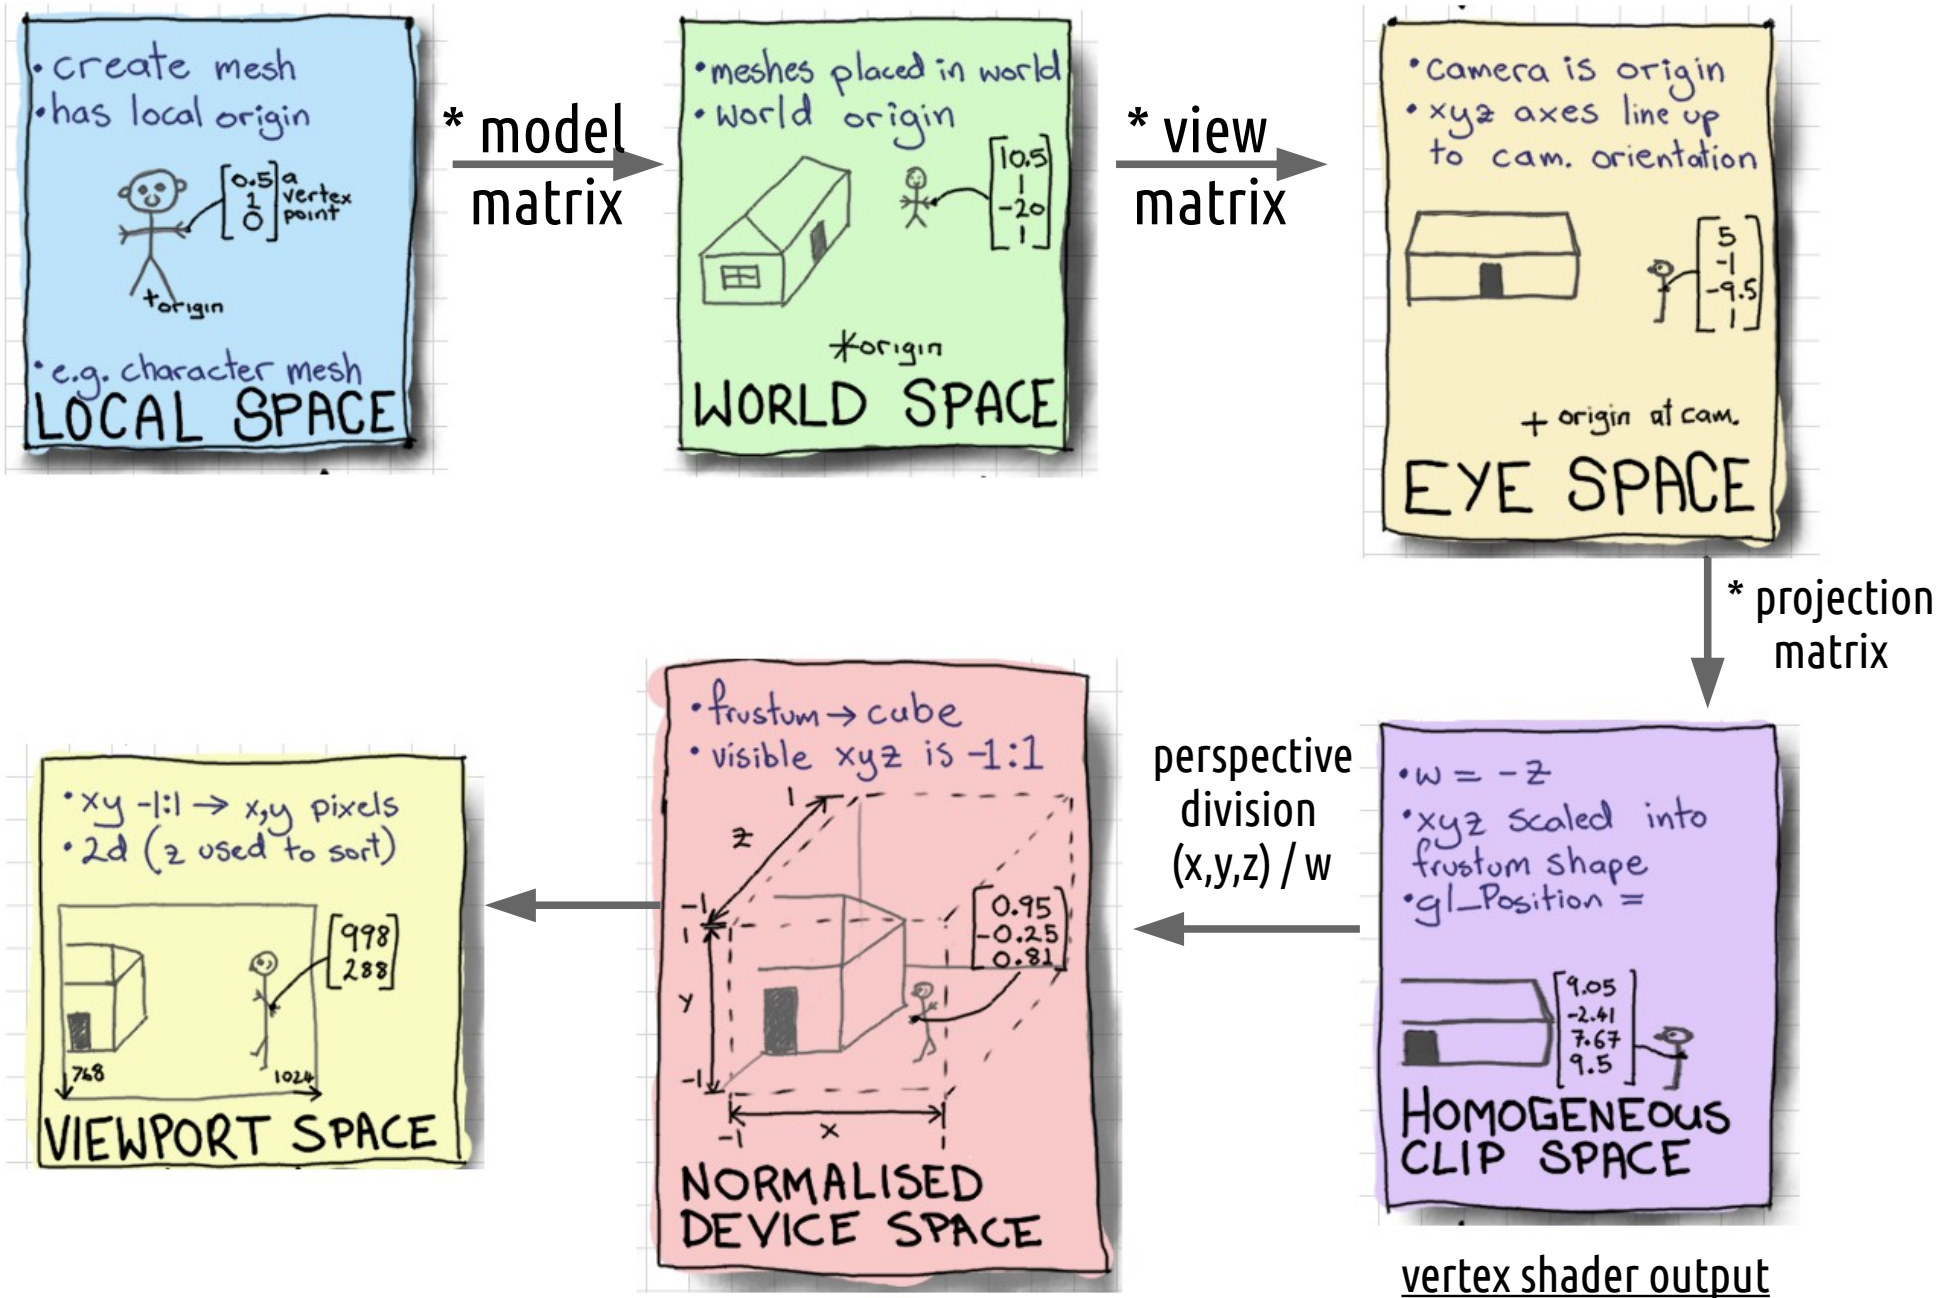 • create mesh
• has local origin
[0.5
1
0]
a
vertex
point
+origin
• e.g. character mesh
LOCAL SPACE
* model
matrix
• meshes placed in world
• world origin
[10.5
1
-20
1]
origin
WORLD SPACE
* view
matrix
• camera is origin
• xyz axes line up
to cam. orientation
[5
-1
-9.5
1]
+ origin at cam.
EYE SPACE
* projection
matrix
• w = -z
• xyz scaled into
frustum shape
• gl_Position =
[9.05
-2.41
7.67
9.5]
HOMOGENEOUS
CLIP SPACE
vertex shader output
perspective
division
(x,y,z) / w
• frustum → cube
• visible xyz is -1:1
1
z
-1
1
y
-1
-1
x
1
[0.95
-0.25
0.81]
NORMALISED
DEVICE SPACE
• xy -1:1 → x,y pixels
• 2d (z used to sort)
[998
288]
768
1024
VIEWPORT SPACE